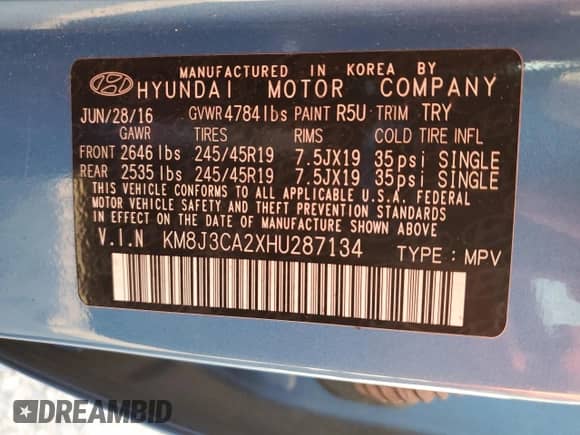 MANUFACTURED IN KOREA BY
HYUNDAI MOTOR COMPANY
JUN/28/16 GVWR 4784 lbs PAINT R5U TRIM TRY
GAWR TIRES RIMS COLD TIRE INFL
FRONT 2646 lbs 245/45R19 7.5JX19 35psi SINGLE
REAR 2535 lbs 245/45R19 7.5JX19 35psi SINGLE
THIS VEHICLE CONFORMS TO ALL APPLICABLE U.S.A. FEDERAL
MOTOR VEHICLE SAFETY AND THEFT PREVENTION STANDARDS
IN EFFECT ON THE DATE OF MANUFACTURE SHOWN ABOVE
V.I.N KM8J3CA2XHU287134 TYPE : MPV
DREAMBID